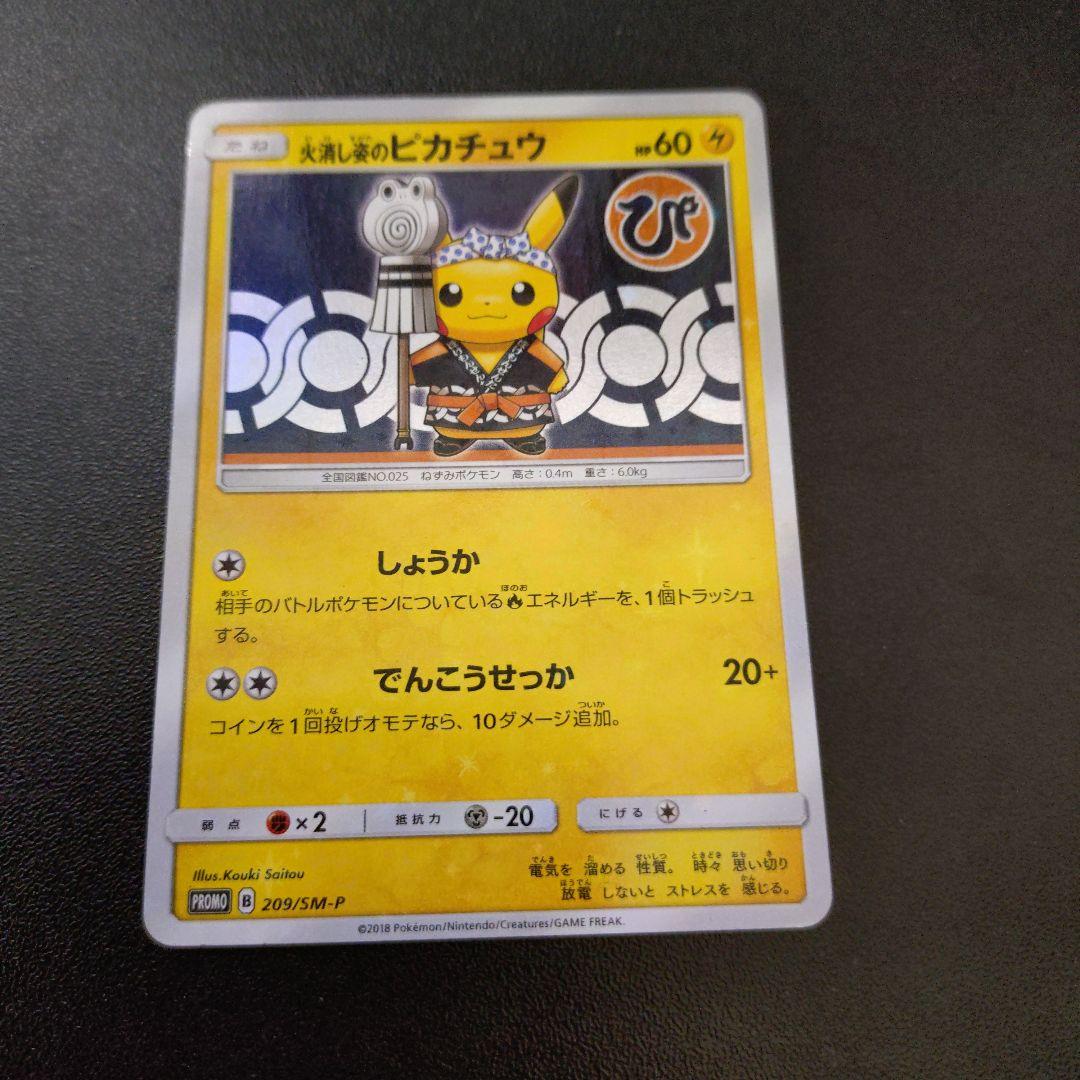 たね 火消し姿のピカチュウ HP60
ぴ
全国図鑑NO.025 ねずみポケモン 高さ:0.4m 重さ:6.0kg
しょうか
相手のバトルポケモンについているエネルギーを、1個トラッシュ
する。
でんこうせっか 20+
コインを1回投げオモテなら、10ダメージ追加。
弱点 ×2 抵抗力 -20 にげる
Illus.Kouki Saitou
電気を 溜める 性質。 時々 思い切り
放電 しないと ストレスを 感じる。
PROMO B 209/SM-P
©2018 Pokémon/Nintendo/Creatures/GAME FREAK.